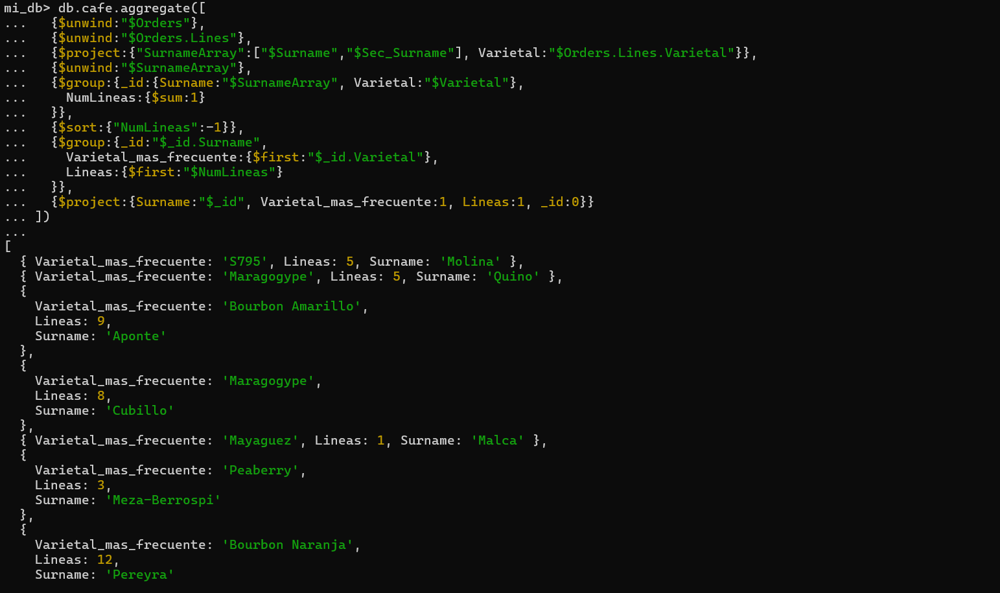 mi_db> db.cafe.aggregate([
...   {$unwind:"$Orders"},
...   {$unwind:"$Orders.Lines"},
...   {$project:{"SurnameArray":["$Surname","$Sec_Surname"], Varietal:"$Orders.Lines.Varietal"}},
...   {$unwind:"$SurnameArray"},
...   {$group:{_id:{Surname:"$SurnameArray", Varietal:"$Varietal"},
...     NumLineas:{$sum:1}
...   }},
...   {$sort:{"NumLineas":-1}},
...   {$group:{_id:"$_id.Surname",
...     Varietal_mas_frecuente:{$first:"$_id.Varietal"},
...     Lineas:{$first:"$NumLineas"}
...   }},
...   {$project:{Surname:"$_id", Varietal_mas_frecuente:1, Lineas:1, _id:0}}
... ])
...
[
  { Varietal_mas_frecuente: 'S795', Lineas: 5, Surname: 'Molina' },
  { Varietal_mas_frecuente: 'Maragogype', Lineas: 5, Surname: 'Quino' },
  {
    Varietal_mas_frecuente: 'Bourbon Amarillo',
    Lineas: 9,
    Surname: 'Aponte'
  },
  {
    Varietal_mas_frecuente: 'Maragogype',
    Lineas: 8,
    Surname: 'Cubillo'
  },
  { Varietal_mas_frecuente: 'Mayaguez', Lineas: 1, Surname: 'Malca' },
  {
    Varietal_mas_frecuente: 'Peaberry',
    Lineas: 3,
    Surname: 'Meza-Berrospi'
  },
  {
    Varietal_mas_frecuente: 'Bourbon Naranja',
    Lineas: 12,
    Surname: 'Pereyra'